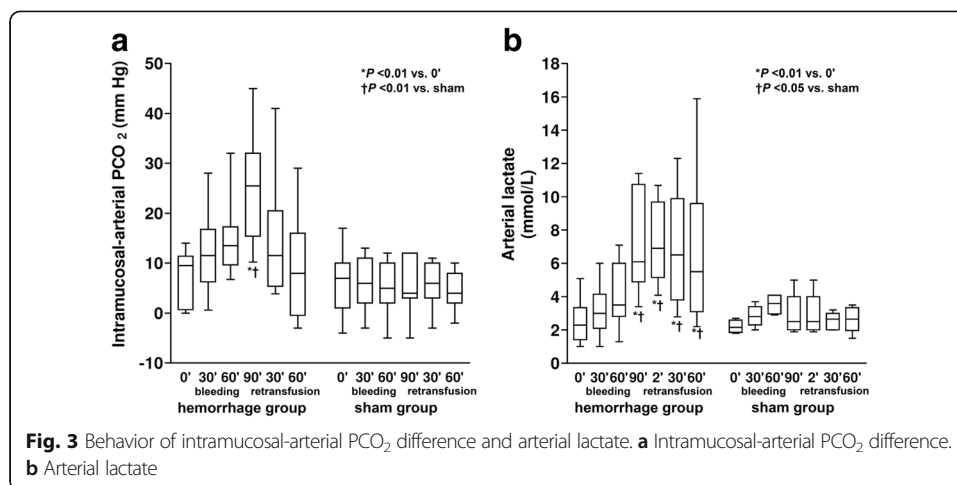 a
Intramucosal-arterial PCO 2 (mm Hg)
50
40
30
20
10
0
-10
*P <0.01 vs. 0'
†P <0.01 vs. sham
*†
0' 30' 60' 90' 30' 60' 0' 30' 60' 90' 30' 60'
bleeding retransfusion bleeding retransfusion
hemorrhage group sham group
b
Arterial lactate
(mmol/L)
18
16
14
12
10
8
6
4
2
0
*P <0.01 vs. 0'
†P <0.05 vs. sham
*† *† *† *†
0' 30' 60' 90' 2' 30' 60' 0' 30' 60' 90' 2' 30' 60'
bleeding retransfusion bleeding retransfusion
hemorrhage group sham group
Fig. 3 Behavior of intramucosal-arterial PCO2 difference and arterial lactate. a Intramucosal-arterial PCO2 difference.
b Arterial lactate